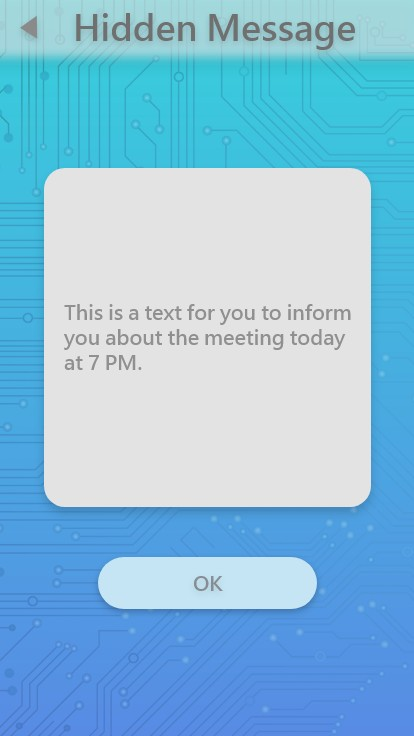 Hidden Message
This is a text for you to inform
you about the meeting today
at 7 PM.
OK